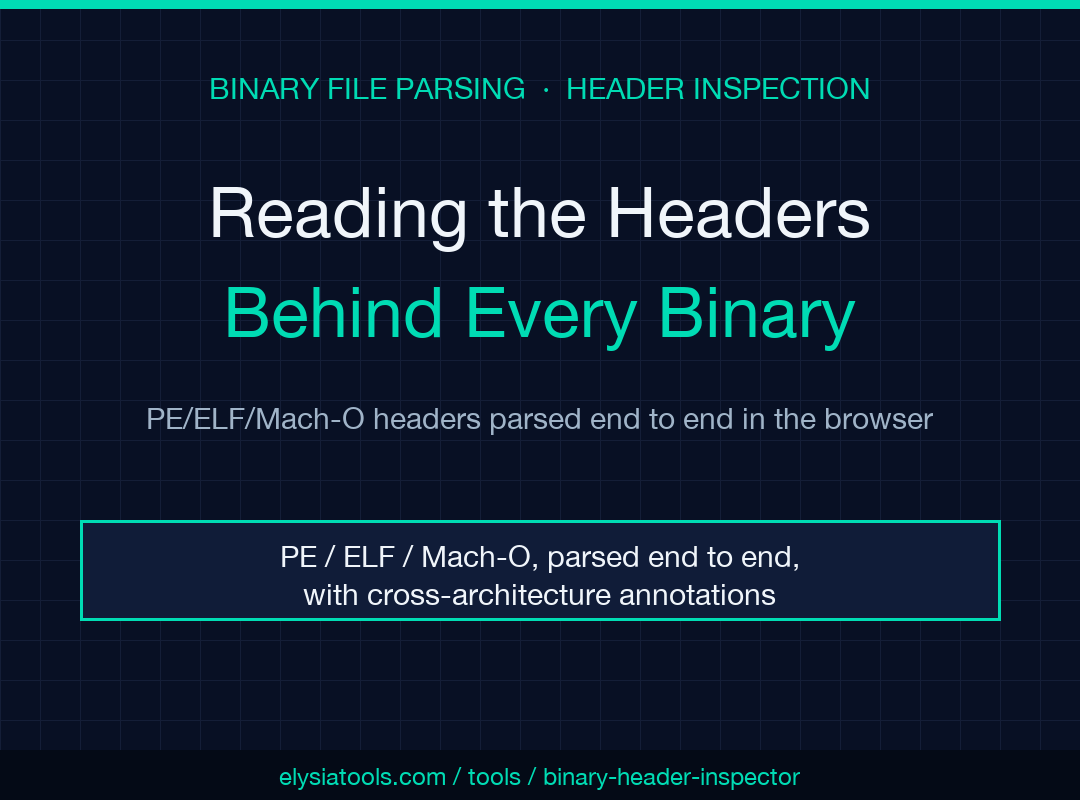 BINARY FILE PARSING · HEADER INSPECTION
Reading the Headers
Behind Every Binary
PE/ELF/Mach-O headers parsed end to end in the browser
PE / ELF / Mach-O, parsed end to end,
with cross-architecture annotations
elysiatools.com / tools / binary-header-inspector